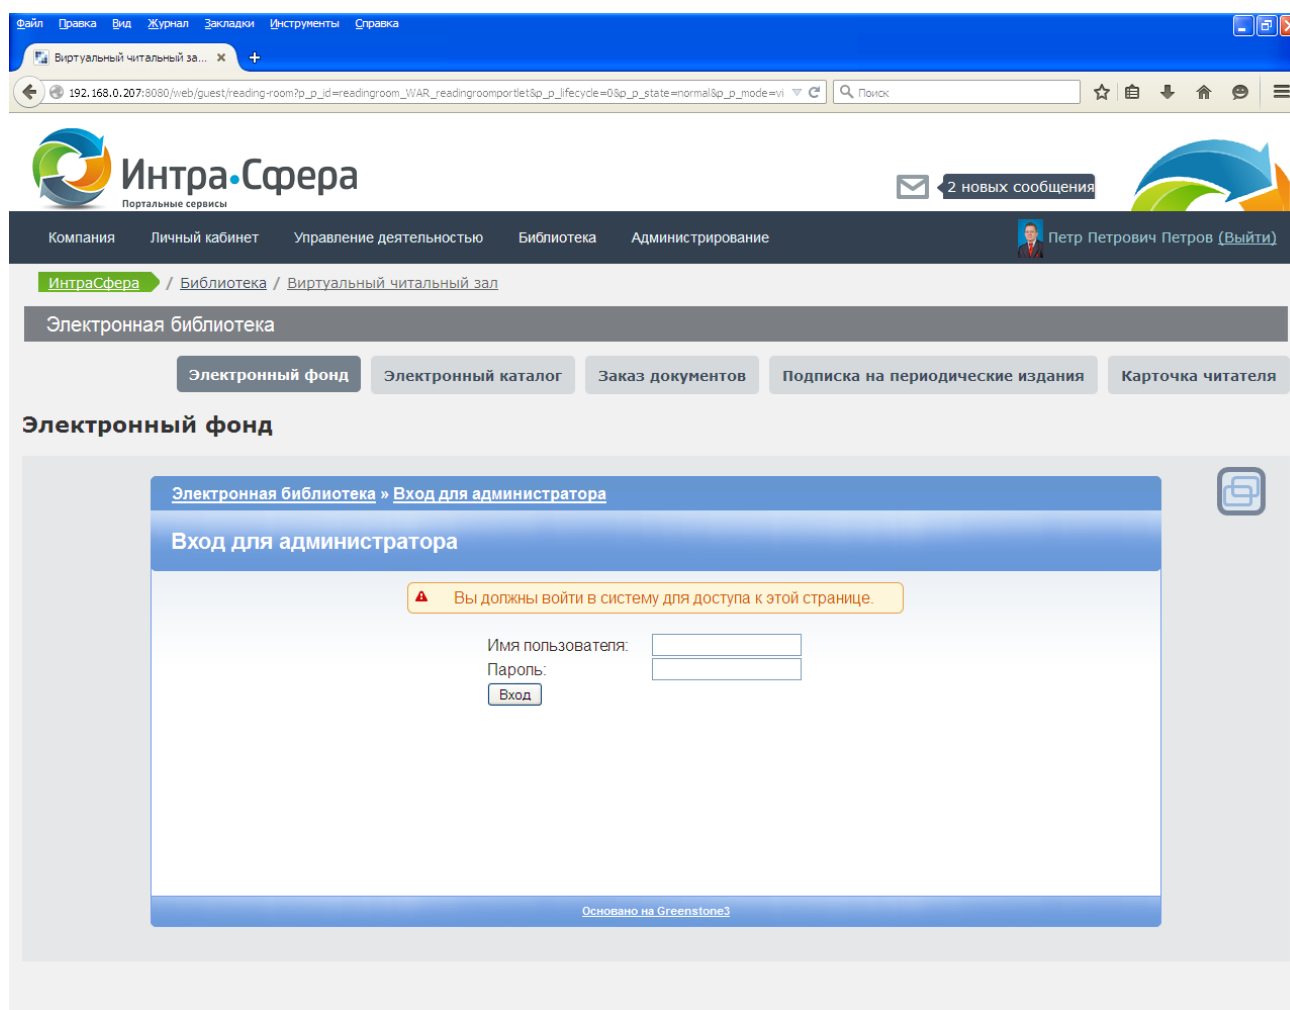 Файл Правка Вид Журнал Закладки Инструменты Справка
Виртуальный читальный за...
192.168.0.207:8080/web/guest/reading-room?p_p_id=readingroom_WAR_readingroomportlet&p_p_lifecycle=0&p_p_state=normal&p_p_mode=vi Поиск
Интра•Сфера
Портальные сервисы
2 новых сообщения
Компания Личный кабинет Управление деятельностью Библиотека Администрирование Петр Петрович Петров (Выйти)
ИнтраСфера / Библиотека / Виртуальный читальный зал
Электронная библиотека
Электронный фонд Электронный каталог Заказ документов Подписка на периодические издания Карточка читателя
Электронный фонд
Электронная библиотека » Вход для администратора
Вход для администратора
Вы должны войти в систему для доступа к этой странице.
Имя пользователя:
Пароль:
Вход
Основано на Greenstone3